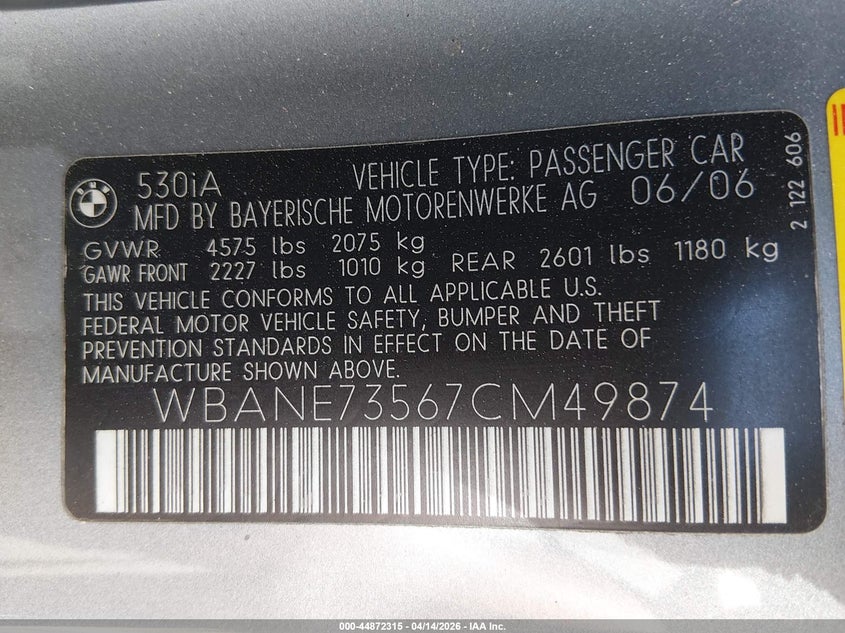 BMW
530iA VEHICLE TYPE: PASSENGER CAR
MFD BY BAYERISCHE MOTORENWERKE AG 06/06
GVWR 4575 lbs 2075 kg
GAWR FRONT 2227 lbs 1010 kg REAR 2601 lbs 1180 kg
THIS VEHICLE CONFORMS TO ALL APPLICABLE U.S.
FEDERAL MOTOR VEHICLE SAFETY, BUMPER AND THEFT
PREVENTION STANDARDS IN EFFECT ON THE DATE OF
MANUFACTURE SHOWN ABOVE.
WBANE73567CM49874
2 122 606
000-44872315 - 04/14/2026 - IAA Inc.